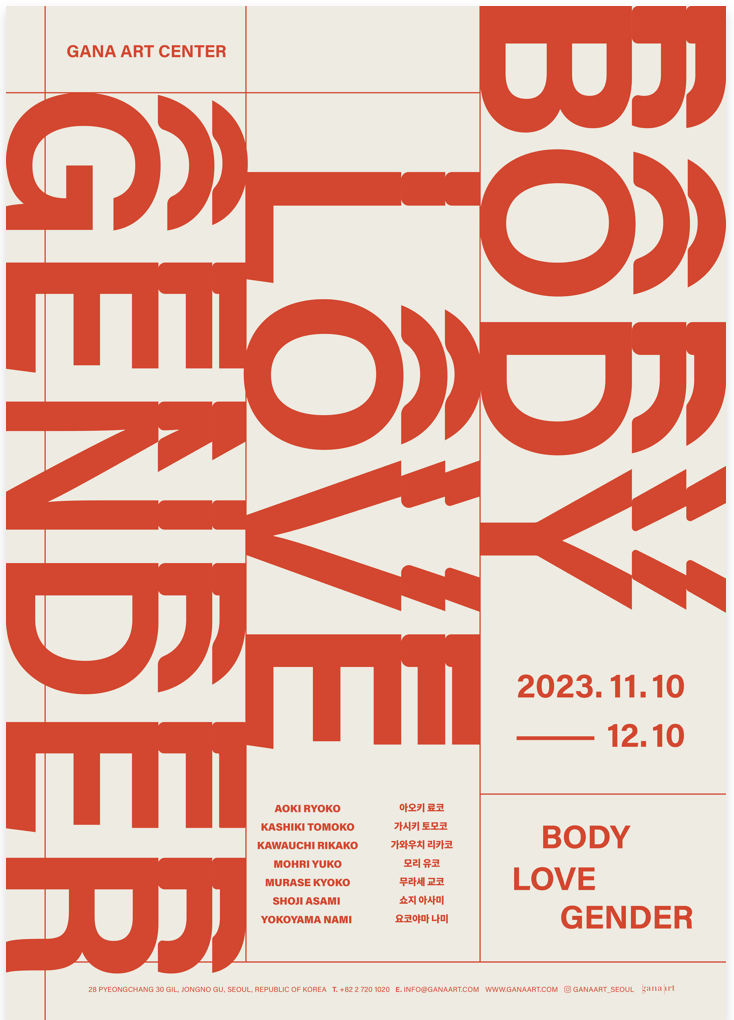 GANA ART CENTER
BODY
LOVE
GENDER
2023. 11. 10
12. 10
AOKI RYOKO 아오키 료코
KASHIKI TOMOKO 가시키 토모코
KAWAUCHI RIKAKO 가와우치 리카코
MOHRI YUKO 모리 유코
MURASE KYOKO 무라세 교코
SHOJI ASAMI 쇼지 아사미
YOKOYAMA NAMI 요코야마 나미
BODY
LOVE
GENDER
28 PYEONGCHANG 30 GIL, JONGNO GU, SEOUL, REPUBLIC OF KOREA T. +82 2 720 1020 E. INFO@GANAART.COM WWW.GANAART.COM GANAART_SEOUL gana art